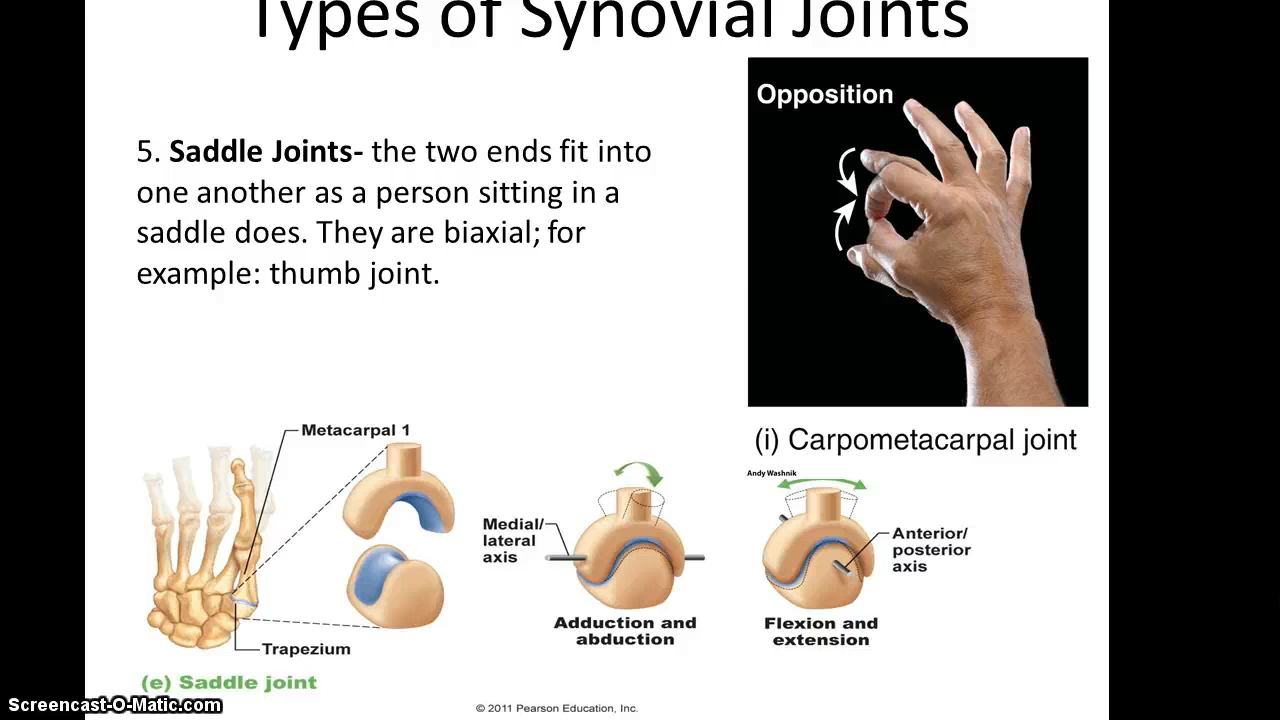 Types of Synovial Joints
5. Saddle Joints- the two ends fit into
one another as a person sitting in a
saddle does. They are biaxial; for
example: thumb joint.
Opposition
(i) Carpometacarpal joint
Andy Washnik
Metacarpal 1
Trapezium
(e) Saddle joint
Medial/
lateral
axis
Adduction and
abduction
Anterior/
posterior
axis
Flexion and
extension
© 2011 Pearson Education, Inc.
Screencast-O-Matic.com